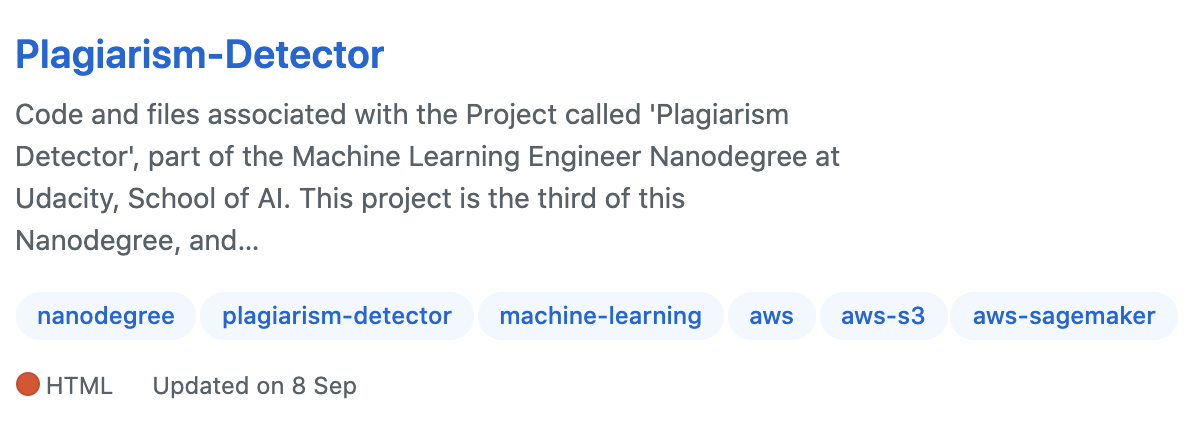 Plagiarism-Detector
Code and files associated with the Project called 'Plagiarism
Detector', part of the Machine Learning Engineer Nanodegree at
Udacity, School of AI. This project is the third of this
Nanodegree, and...
nanodegree plagiarism-detector machine-learning aws aws-s3 aws-sagemaker
HTML Updated on 8 Sep